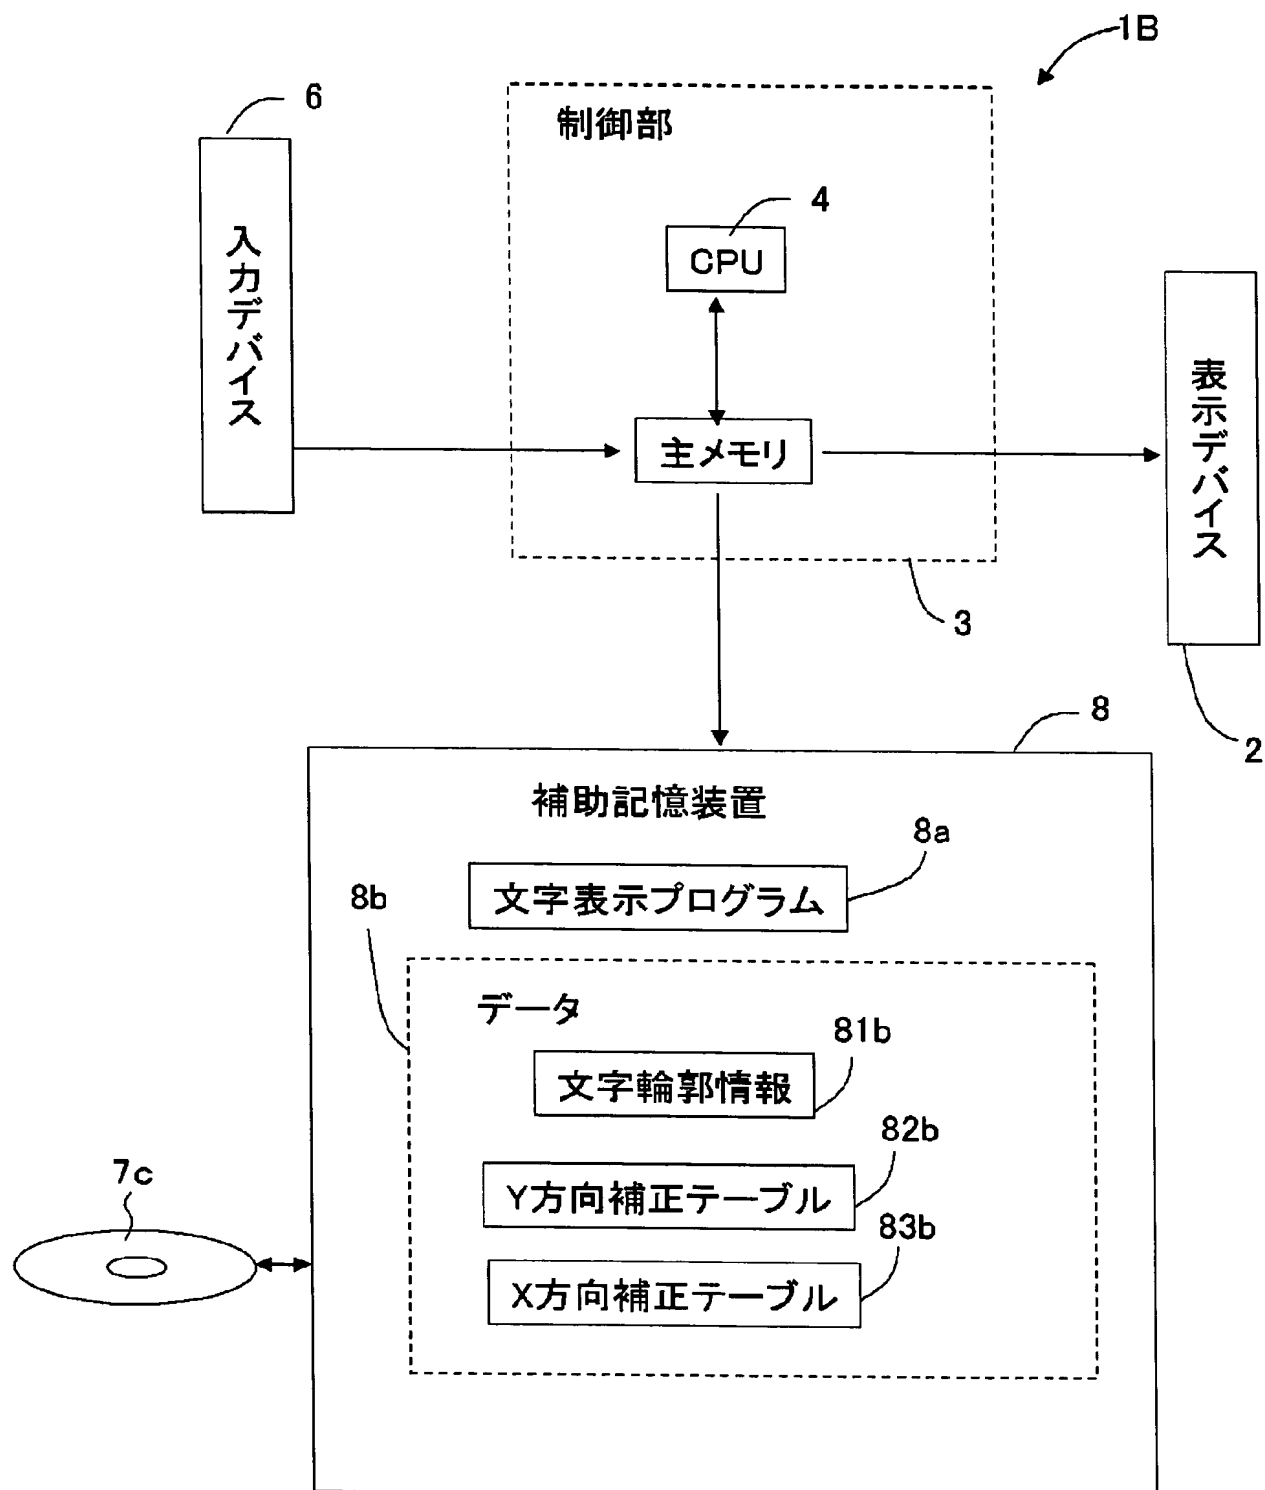 1B
6
制御部
4
CPU
入力デバイス
表示デバイス
主メモリ
3
2
8
補助記憶装置
8a
文字表示プログラム
8b
データ
81b
文字輪郭情報
82b
Y方向補正テーブル
83b
7c
X方向補正テーブル